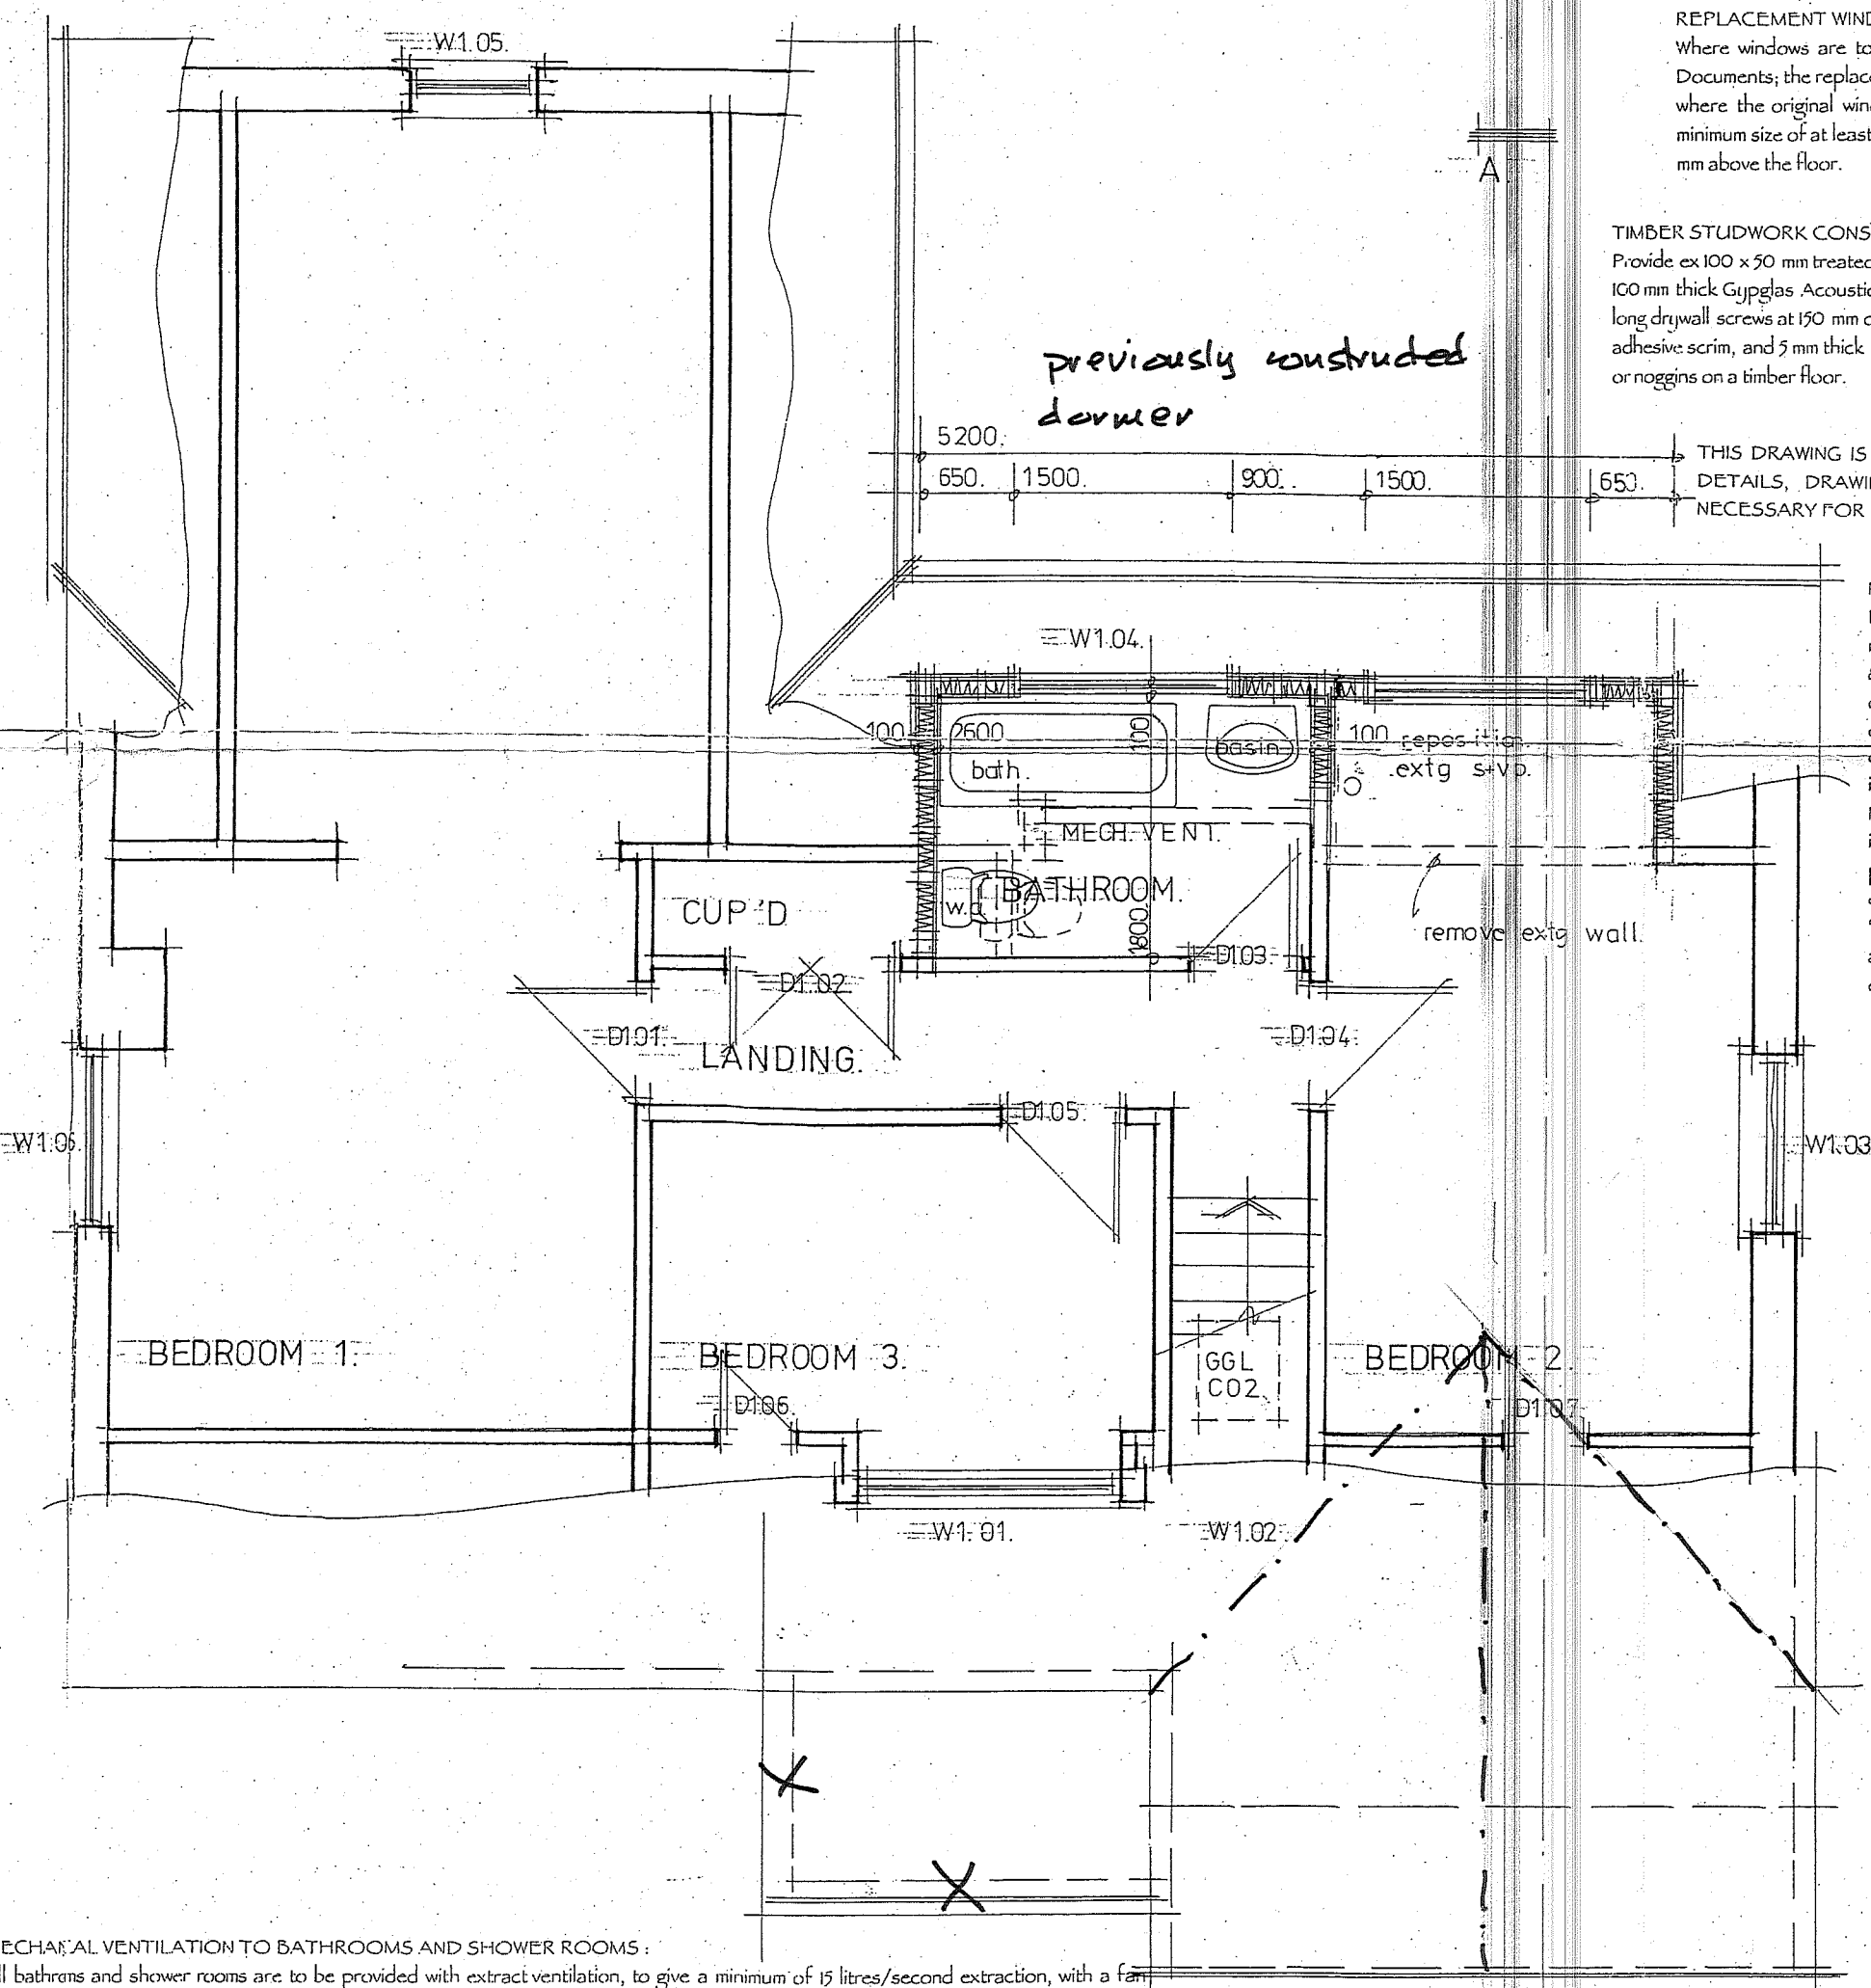 REPLACEMENT WIND
Where windows are to
Documents; the replace
where the original wind
minimum size of at least
mm above the floor.
W1.05.
A.
TIMBER STUDWORK CONS
Provide ex 100 x 50 mm treated
100 mm thick Gypglas Acoustic
long drywall screws at 150 mm c
adhesive scrim, and 5 mm thick
or noggins on a timber floor.
previously constructed
dormer
5200.
650. 1500. 900. 1500. 650.
THIS DRAWING IS
DETAILS, DRAWIN
NECESSARY FOR
W1.04.
100 2600 100 basin 100 reposition
bath. extg s+vp.
MECH. VENT.
BATHROOM.
CUP'D
w.c
1800.
remove extg wall.
D1.03.
D1.02
D1.01.
D1.04.
LANDING.
D1.05.
W1.06.
W1.03
BEDROOM 1.
BEDROOM 3.
GGL
C02.
BEDROOM 2.
D1.06.
D1.07.
W1.01.
W1.02.
ECHANICAL VENTILATION TO BATHROOMS AND SHOWER ROOMS :
ll bathrms and shower rooms are to be provided with extract ventilation, to give a minimum of 15 litres/second extraction, with a fan